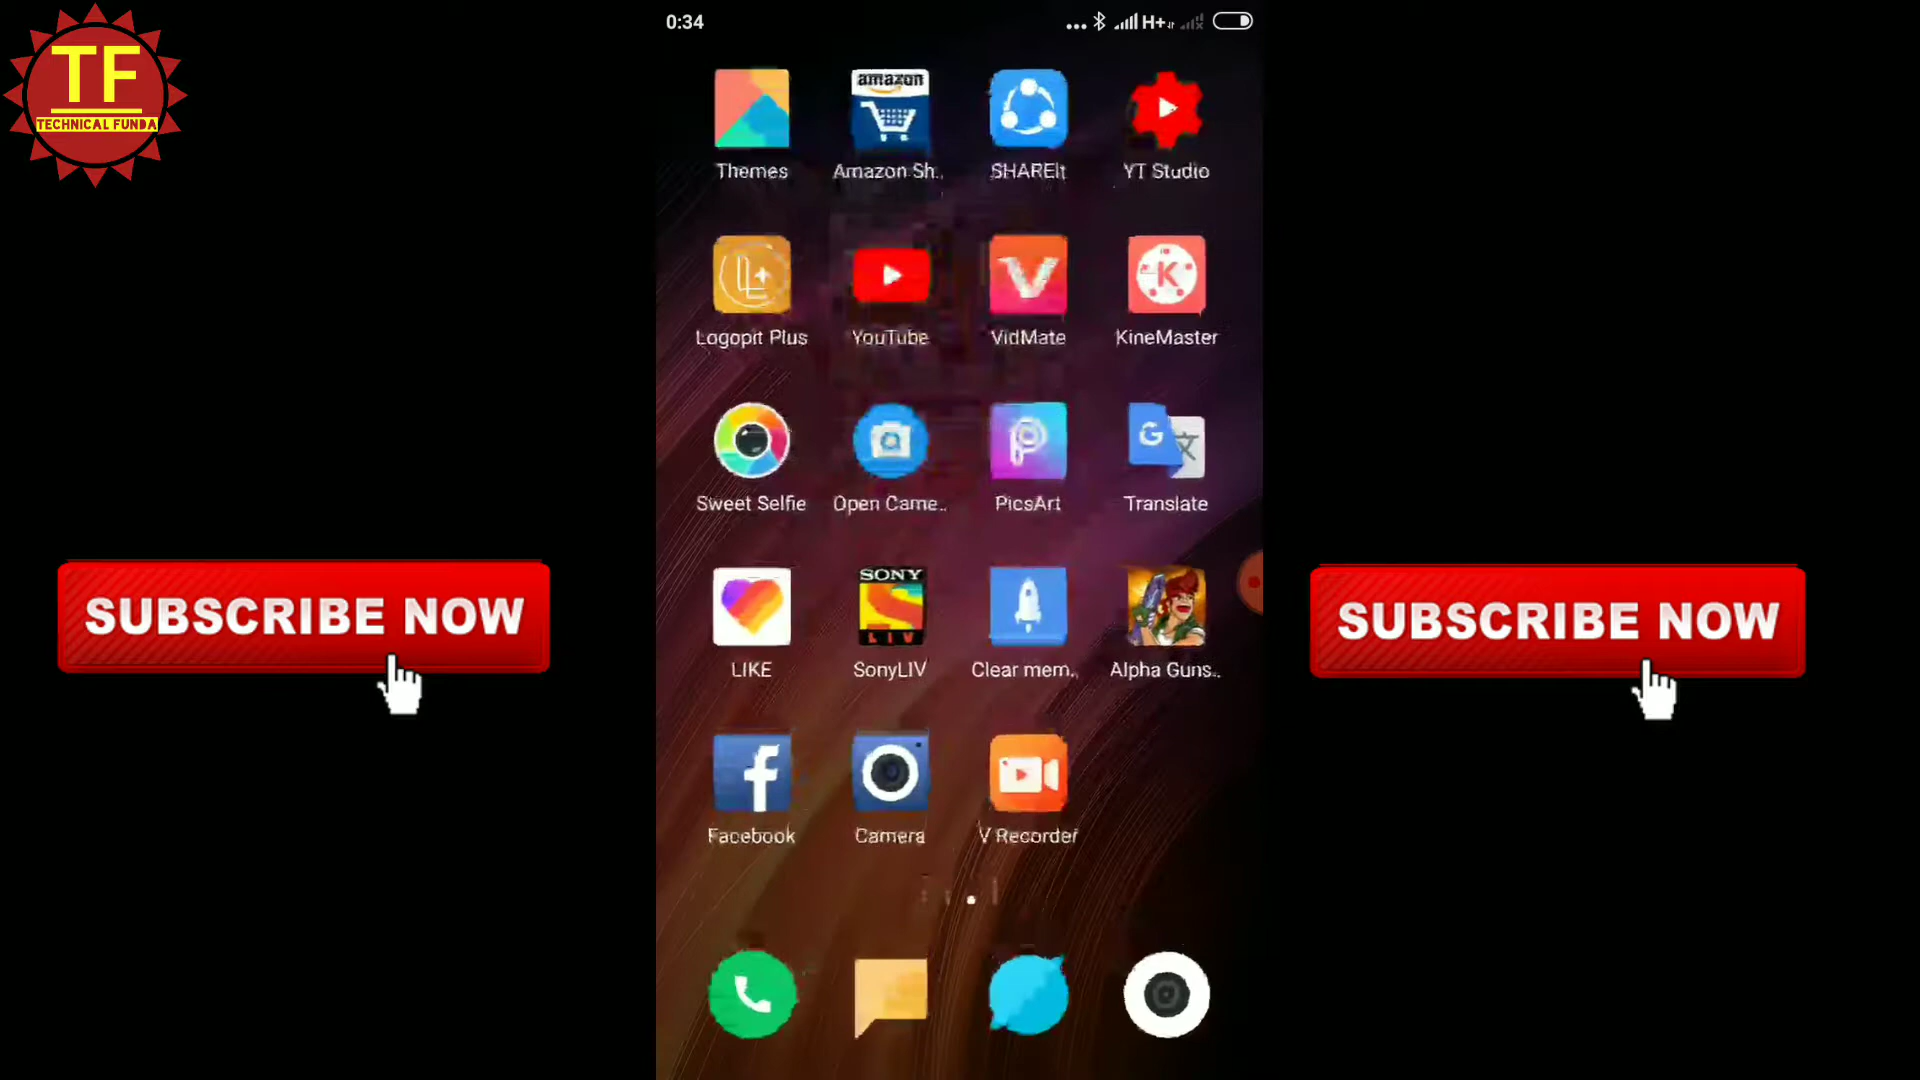 TF
TECHNICAL FUNDA
0:34
H+
amazon
Themes
Amazon Sh..
SHAREit
YT Studio
Logopit Plus
YouTube
VidMate
KineMaster
Sweet Selfie
Open Came..
PicsArt
Translate
SONY
LIV
LIKE
SonyLIV
Clear mem..
Alpha Guns..
SUBSCRIBE NOW
SUBSCRIBE NOW
Facebook
Camera
V Recorder